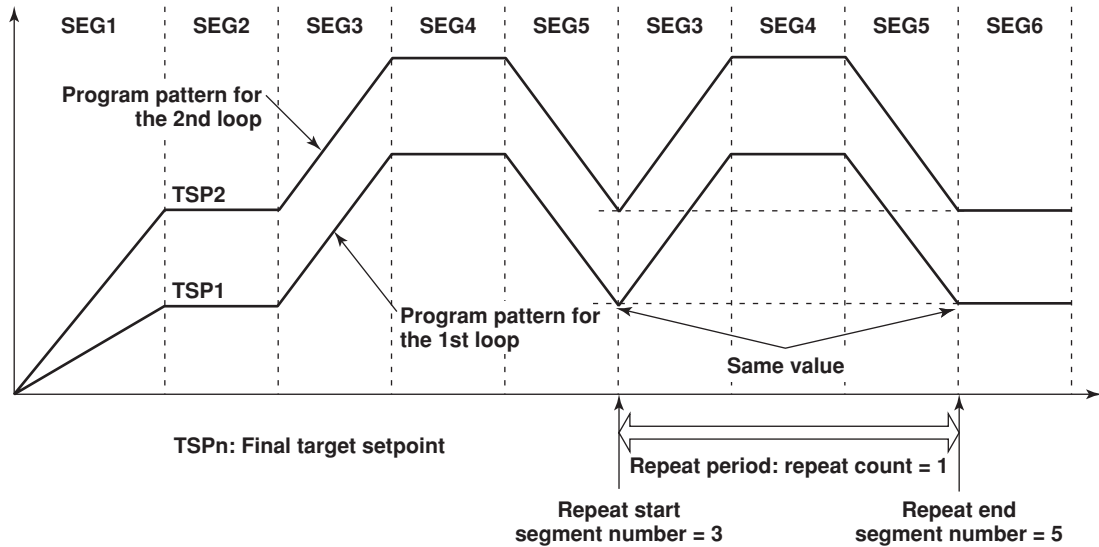 SEG1 SEG2 SEG3 SEG4 SEG5 SEG3 SEG4 SEG5 SEG6
Program pattern for
the 2nd loop
TSP2
TSP1
Program pattern for
the 1st loop
Same value
TSPn: Final target setpoint
Repeat period: repeat count = 1
Repeat start
segment number = 3
Repeat end
segment number = 5